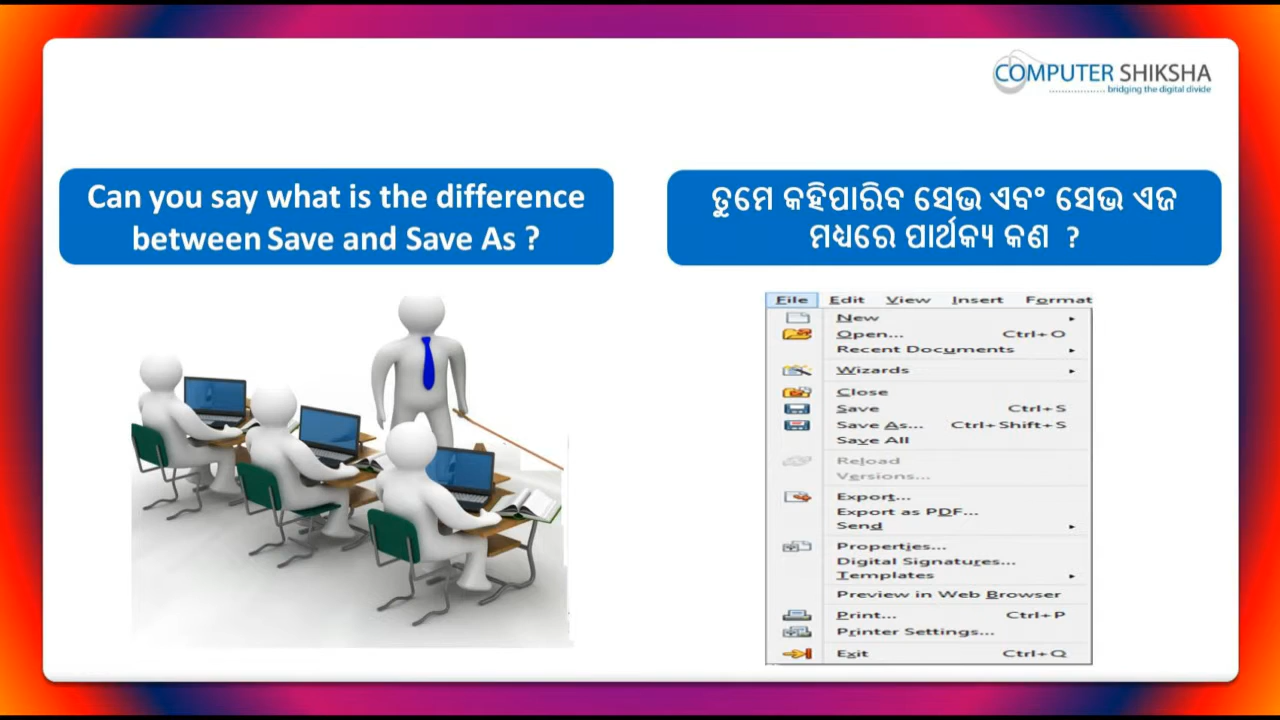 COMPUTER SHIKSHA
bridging the digital divide
Can you say what is the difference
between Save and Save As ?
ତୁମେ କହିପାରିବ ସେଭ ଏବଂ ସେଭ ଏଜ
ମଧ୍ୟରେ ପାର୍ଥକ୍ୟ କଣ ?
File Edit View Insert Format
New
Open... Ctrl+O
Recent Documents
Wizards
Close
Save Ctrl+S
Save As... Ctrl+Shift+S
Save All
Reload
Versions...
Export...
Export as PDF...
Send
Properties...
Digital Signatures...
Templates
Preview in Web Browser
Print... Ctrl+P
Printer Settings...
Exit Ctrl+Q